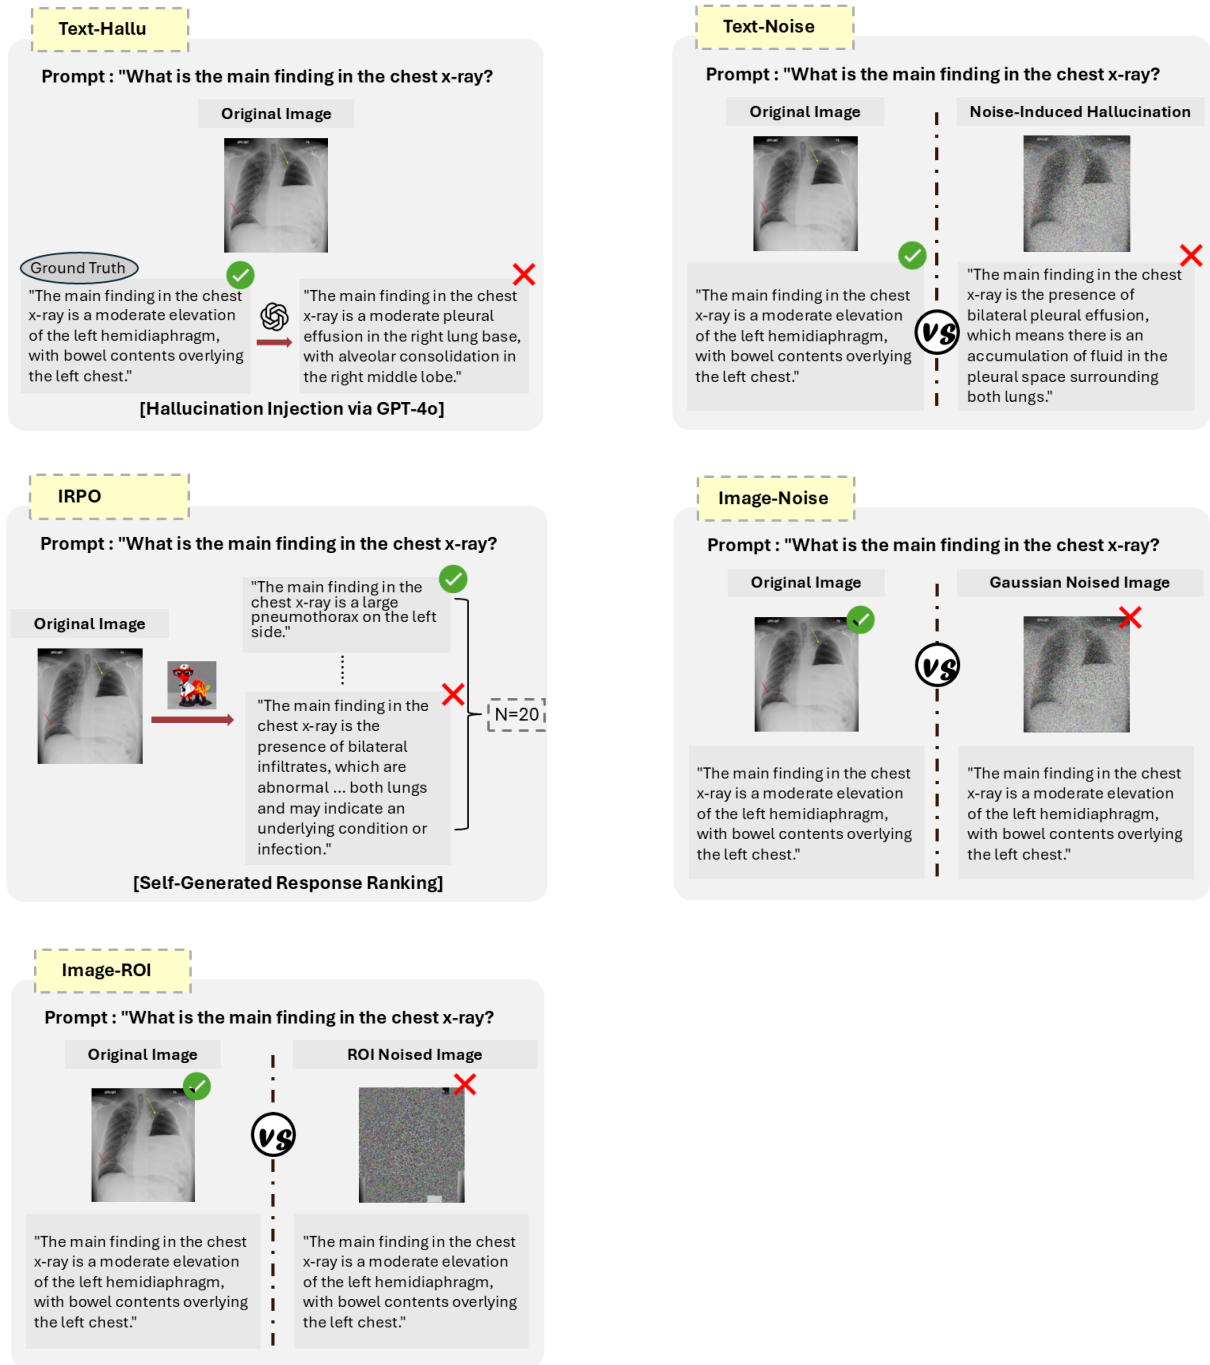 Text-Hallu
Prompt : "What is the main finding in the chest x-ray?
Original Image
Ground Truth
"The main finding in the chest
x-ray is a moderate elevation
of the left hemidiaphragm,
with bowel contents overlying
the left chest."
"The main finding in the chest
x-ray is a moderate pleural
effusion in the right lung base,
with alveolar consolidation in
the right middle lobe."
[Hallucination Injection via GPT-4o]
Text-Noise
Prompt : "What is the main finding in the chest x-ray?
Original Image
Noise-Induced Hallucination
"The main finding in the chest
x-ray is a moderate elevation
of the left hemidiaphragm,
with bowel contents overlying
the left chest."
VS
"The main finding in the chest
x-ray is the presence of
bilateral pleural effusion,
which means there is an
accumulation of fluid in the
pleural space surrounding
both lungs."
IRPO
Prompt : "What is the main finding in the chest x-ray?
Original Image
"The main finding in the
chest x-ray is a large
pneumothorax on the left
side."
"The main finding in the
chest x-ray is the
presence of bilateral
infiltrates, which are
abnormal ... both lungs
and may indicate an
underlying condition or
infection."
N=20
[Self-Generated Response Ranking]
Image-Noise
Prompt : "What is the main finding in the chest x-ray?
Original Image
Gaussian Noised Image
VS
"The main finding in the chest
x-ray is a moderate elevation
of the left hemidiaphragm,
with bowel contents overlying
the left chest."
"The main finding in the chest
x-ray is a moderate elevation
of the left hemidiaphragm,
with bowel contents overlying
the left chest."
Image-ROI
Prompt : "What is the main finding in the chest x-ray?
Original Image
ROI Noised Image
VS
"The main finding in the chest
x-ray is a moderate elevation
of the left hemidiaphragm,
with bowel contents overlying
the left chest."
"The main finding in the chest
x-ray is a moderate elevation
of the left hemidiaphragm,
with bowel contents overlying
the left chest."